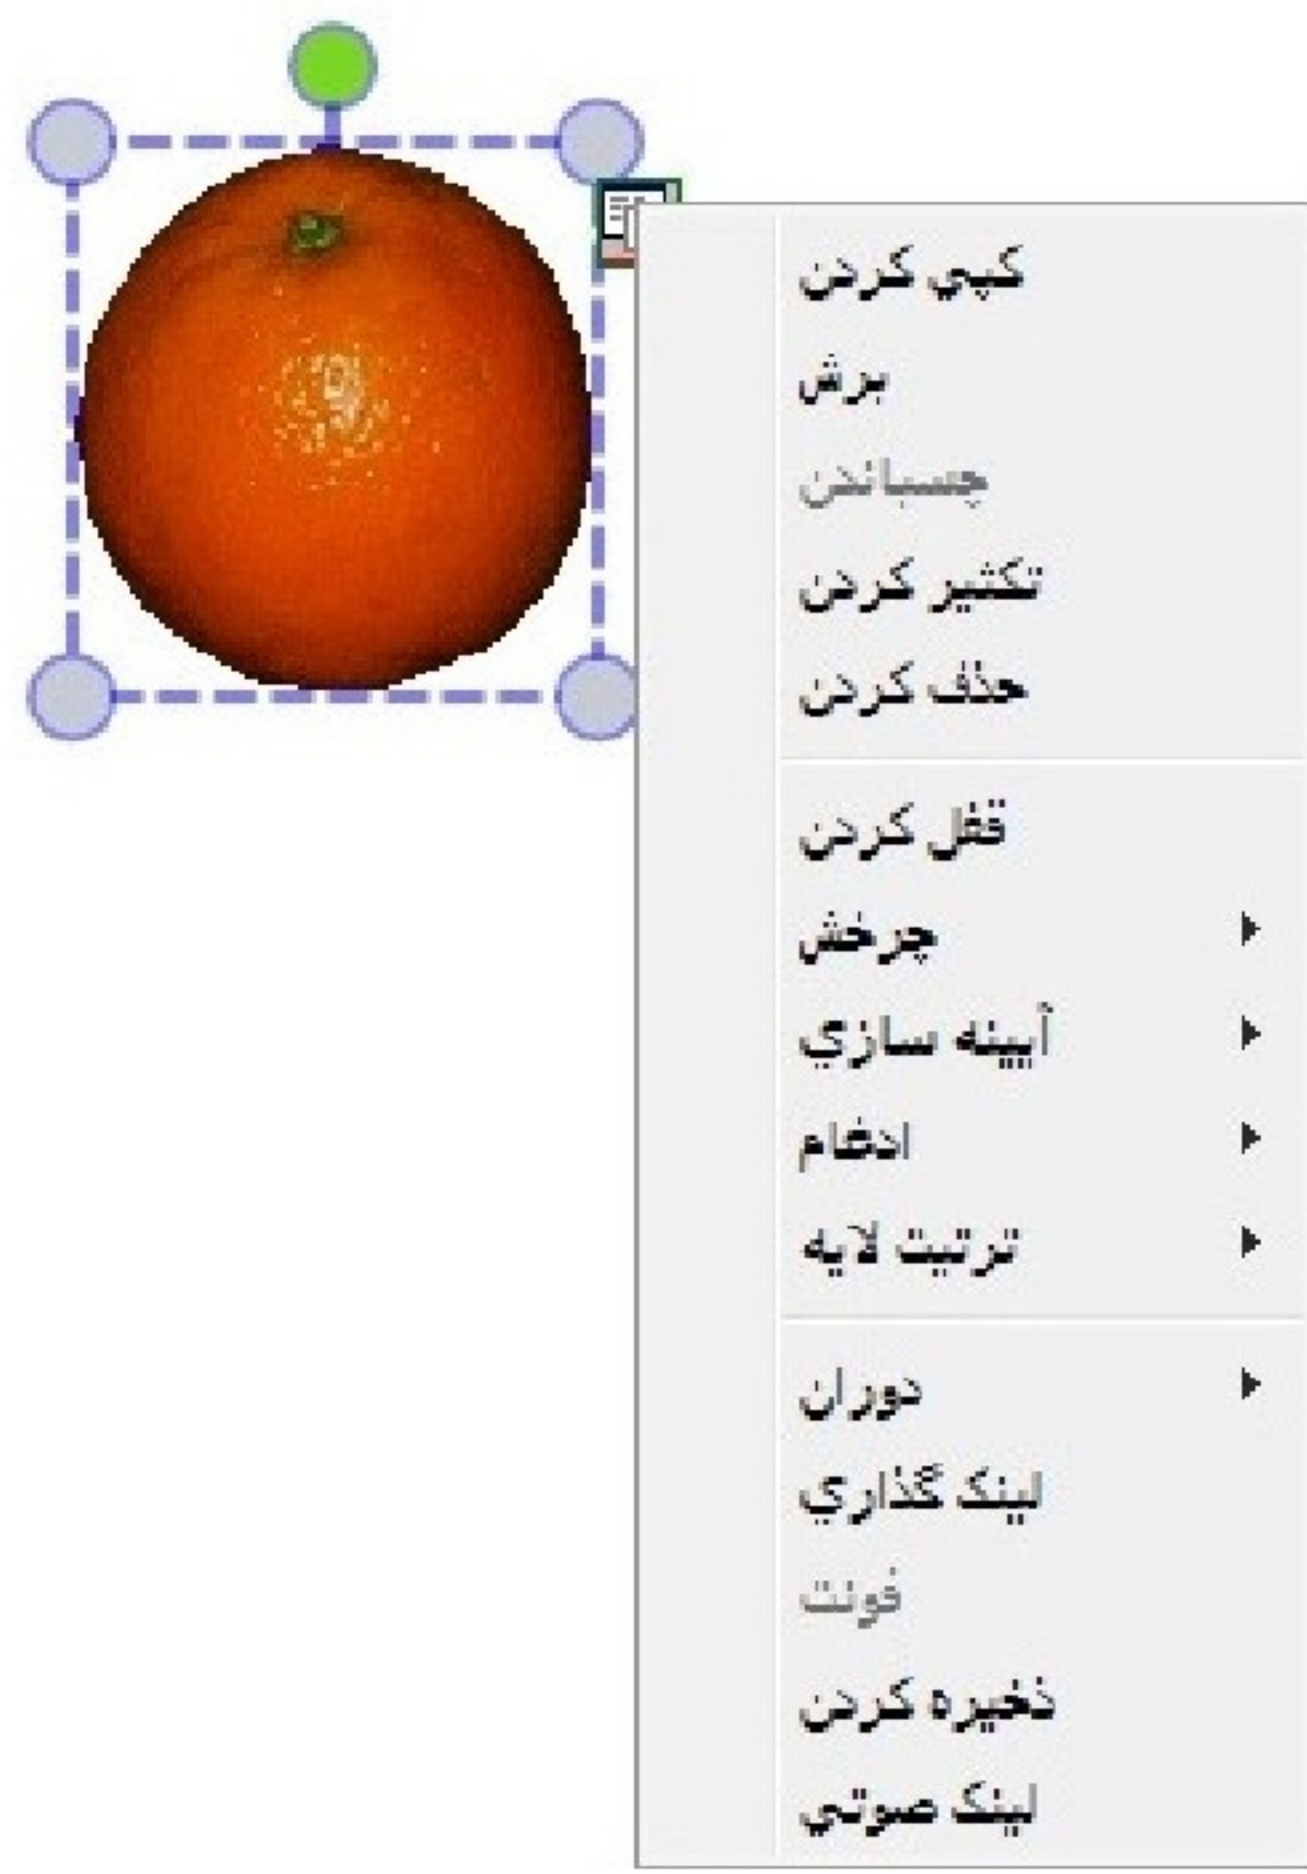 کپي کردن
برش
چسباندن
تکثير کردن
حذف کردن
قفل کردن
چرخش
آيينه سازي
ادغام
ترتيت لايه
دوران
لينک گذاري
فونت
ذخيره کردن
لينک صوتي